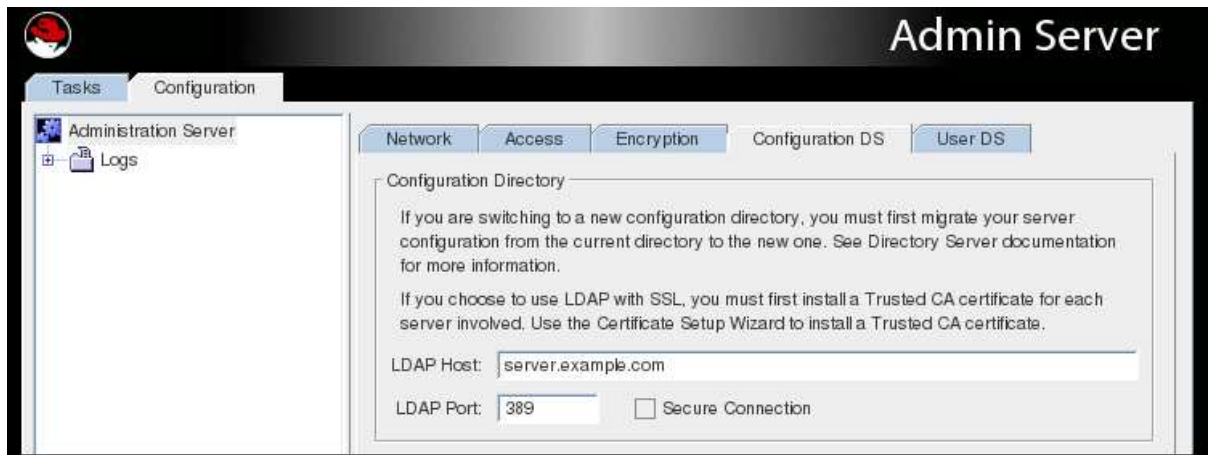 Admin Server
Tasks
Configuration
Administration Server
Logs
Network
Access
Encryption
Configuration DS
User DS
Configuration Directory
If you are switching to a new configuration directory, you must first migrate your server
configuration from the current directory to the new one. See Directory Server documentation
for more information.
If you choose to use LDAP with SSL, you must first install a Trusted CA certificate for each
server involved. Use the Certificate Setup Wizard to install a Trusted CA certificate.
LDAP Host: server.example.com
LDAP Port: 389 Secure Connection